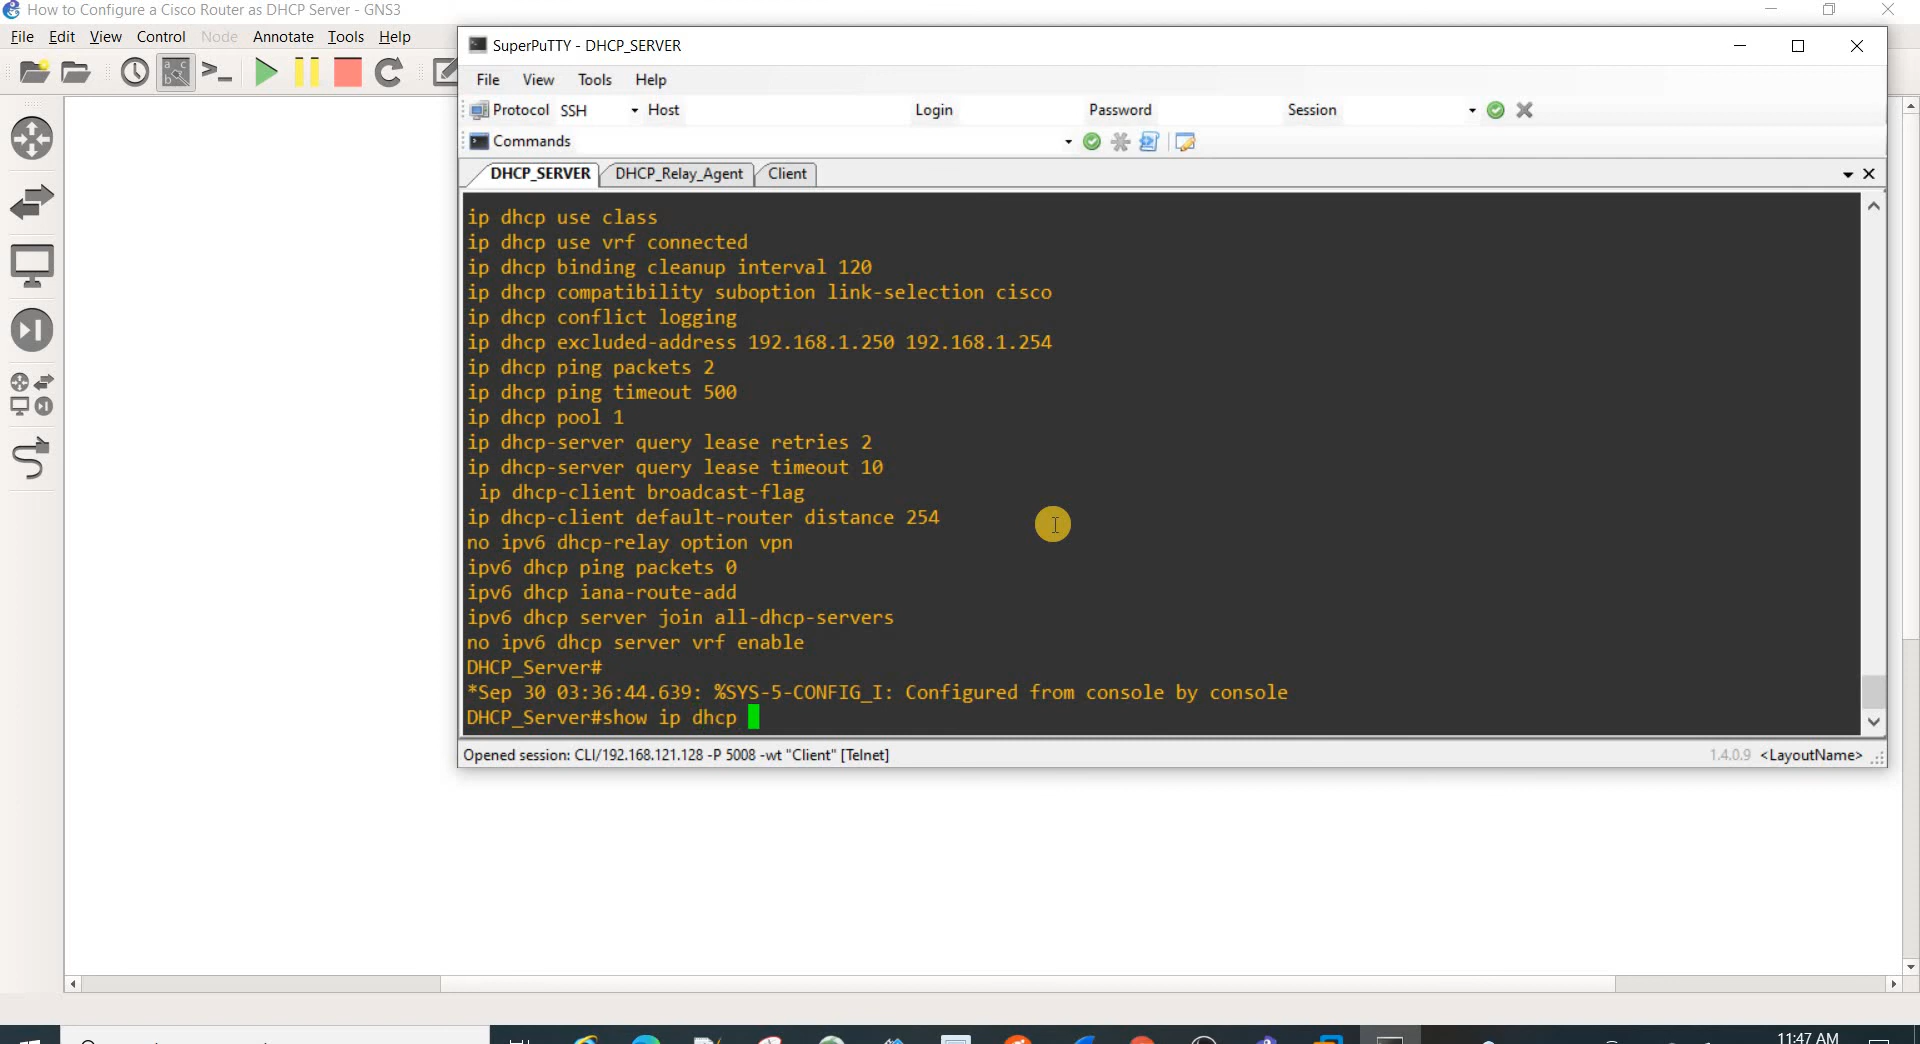 How to Configure a Cisco Router as DHCP Server - GNS3
File Edit View Control Node Annotate Tools Help
SuperPuTTY - DHCP_SERVER
File View Tools Help
Protocol SSH Host Login Password Session
Commands
DHCP_SERVER DHCP_Relay_Agent Client
ip dhcp use class
ip dhcp use vrf connected
ip dhcp binding cleanup interval 120
ip dhcp compatibility suboption link-selection cisco
ip dhcp conflict logging
ip dhcp excluded-address 192.168.1.250 192.168.1.254
ip dhcp ping packets 2
ip dhcp ping timeout 500
ip dhcp pool 1
ip dhcp-server query lease retries 2
ip dhcp-server query lease timeout 10
ip dhcp-client broadcast-flag
ip dhcp-client default-router distance 254
no ipv6 dhcp-relay option vpn
ipv6 dhcp ping packets 0
ipv6 dhcp iana-route-add
ipv6 dhcp server join all-dhcp-servers
no ipv6 dhcp server vrf enable
DHCP_Server#
*Sep 30 03:36:44.639: %SYS-5-CONFIG_I: Configured from console by console
DHCP_Server#show ip dhcp
Opened session: CLI/192.168.121.128 -P 5008 -wt "Client" [Telnet] 1.4.0.9 <LayoutName>
11:47 AM